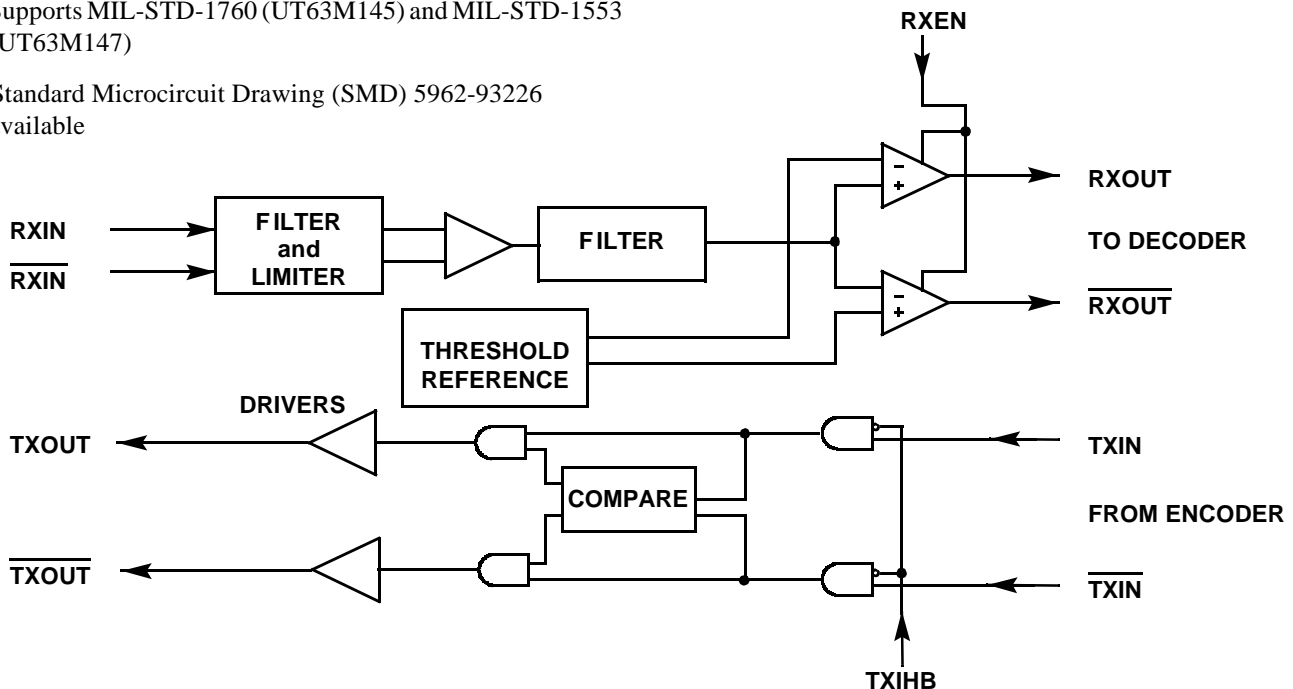 upports MIL-STD-1760 (UT63M145) and MIL-STD-1553
UT63M147)
Standard Microcircuit Drawing (SMD) 5962-93226
vailable
RXEN
RXIN
RXIN
FILTER
and
LIMITER
FILTER
-
+
-
+
RXOUT
TO DECODER
RXOUT
THRESHOLD
REFERENCE
DRIVERS
TXOUT
TXOUT
COMPARE
TXIN
FROM ENCODER
TXIN
TXIHB